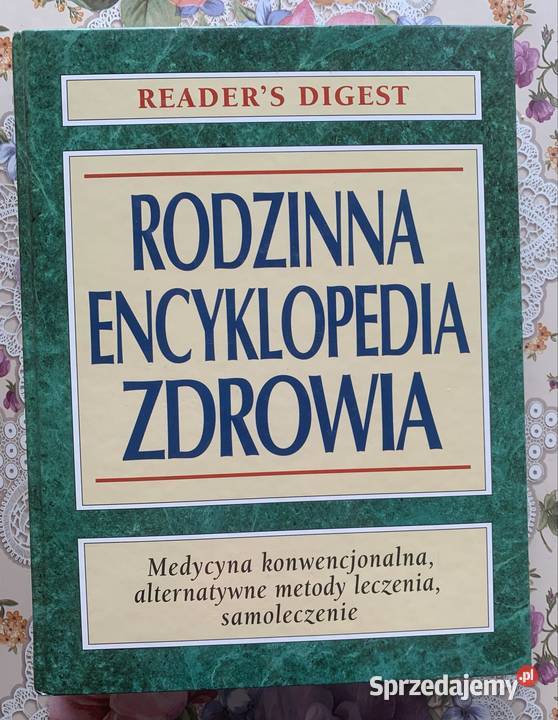 READER'S DIGEST
RODZINNA
ENCYKLOPEDIA
ZDROWIA
Medycyna konwencjonalna,
alternatywne metody leczenia,
samoleczenie
Sprzedajemy.pl